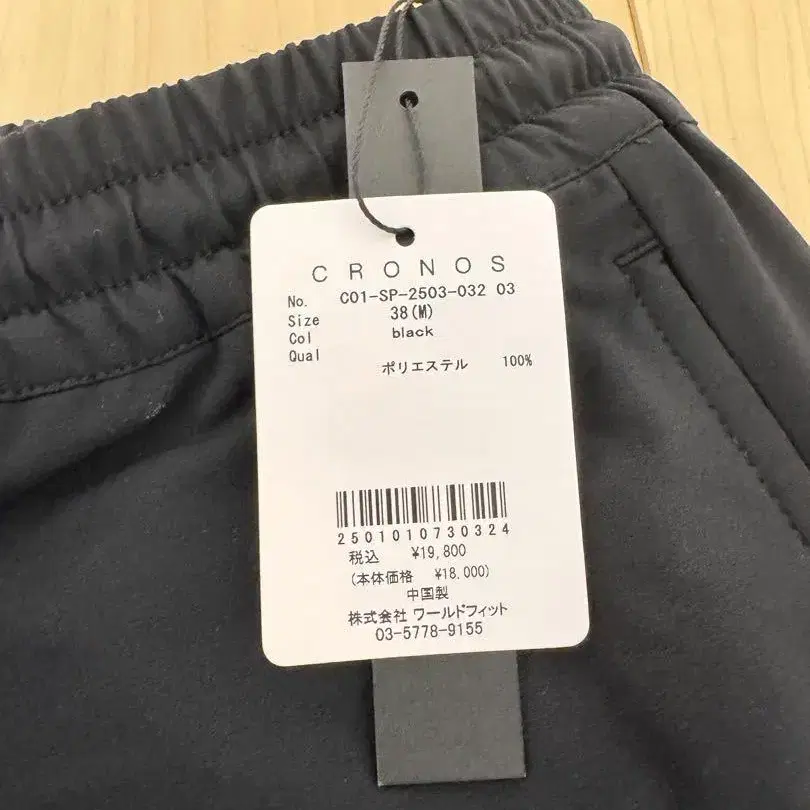 CRONOS
No. C01-SP-2503-032 03
Size 38(M)
Col black
Qual
ポリエステル 100%
2501010730324
税込 ¥19,800
(本体価格 ¥18,000)
中国製
株式会社 ワールドフィット
03-5778-9155